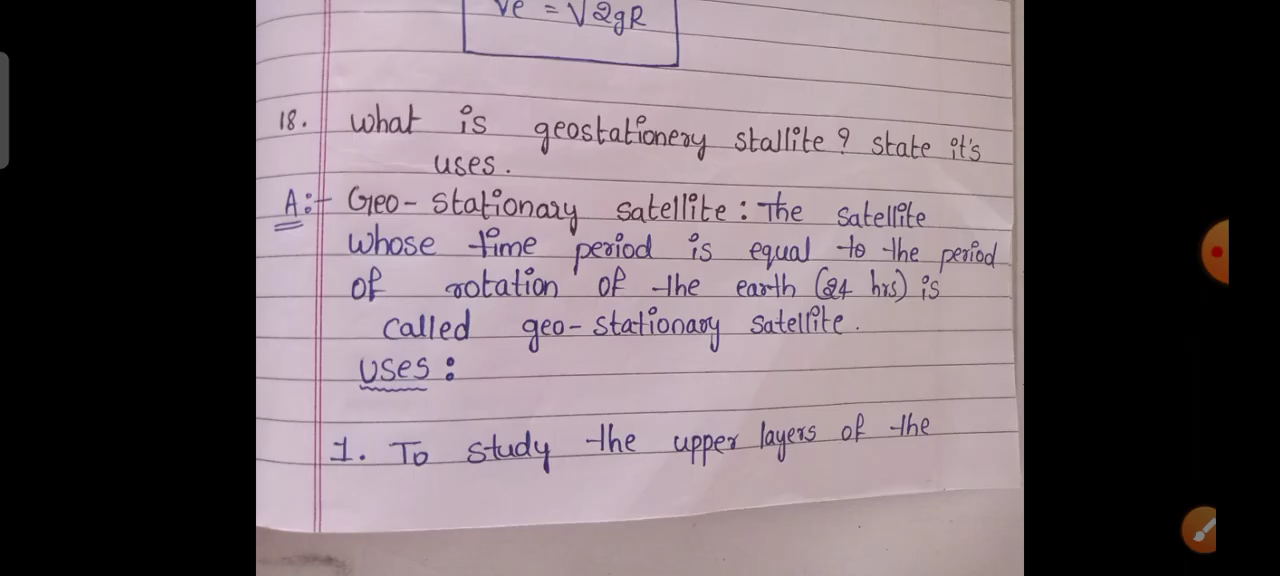 Ve = √2gR
18. What is geostationery stallite? state it's
uses.
A:- Geo-stationary satellite: The satellite
whose time period is equal to the period
of rotation of the earth (24 hrs) is
called geo-stationary satellite.
Uses:
1. To study the upper layers of the